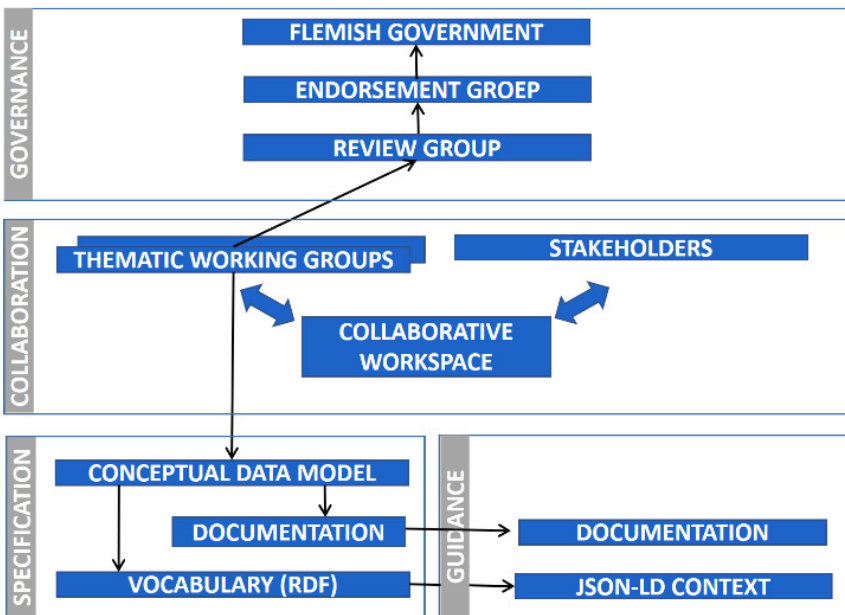 GOVERNANCE
FLEMISH GOVERNMENT
ENDORSEMENT GROEP
REVIEW GROUP
COLLABORATION
THEMATIC WORKING GROUPS
STAKEHOLDERS
COLLABORATIVE
WORKSPACE
SPECIFICATION
CONCEPTUAL DATA MODEL
DOCUMENTATION
VOCABULARY (RDF)
GUIDANCE
DOCUMENTATION
JSON-LD CONTEXT